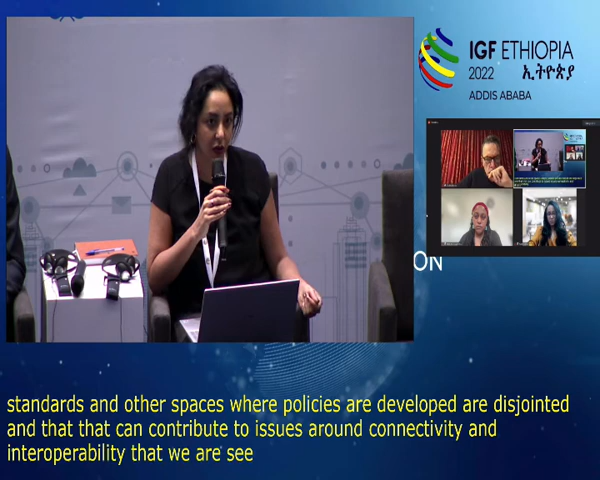 IGF ETHIOPIA
2022 ኢትዮጵያ
ADDIS ABABA
ON
standards and other spaces where policies are developed are disjointed
and that that can contribute to issues around connectivity and
interoperability that we are see